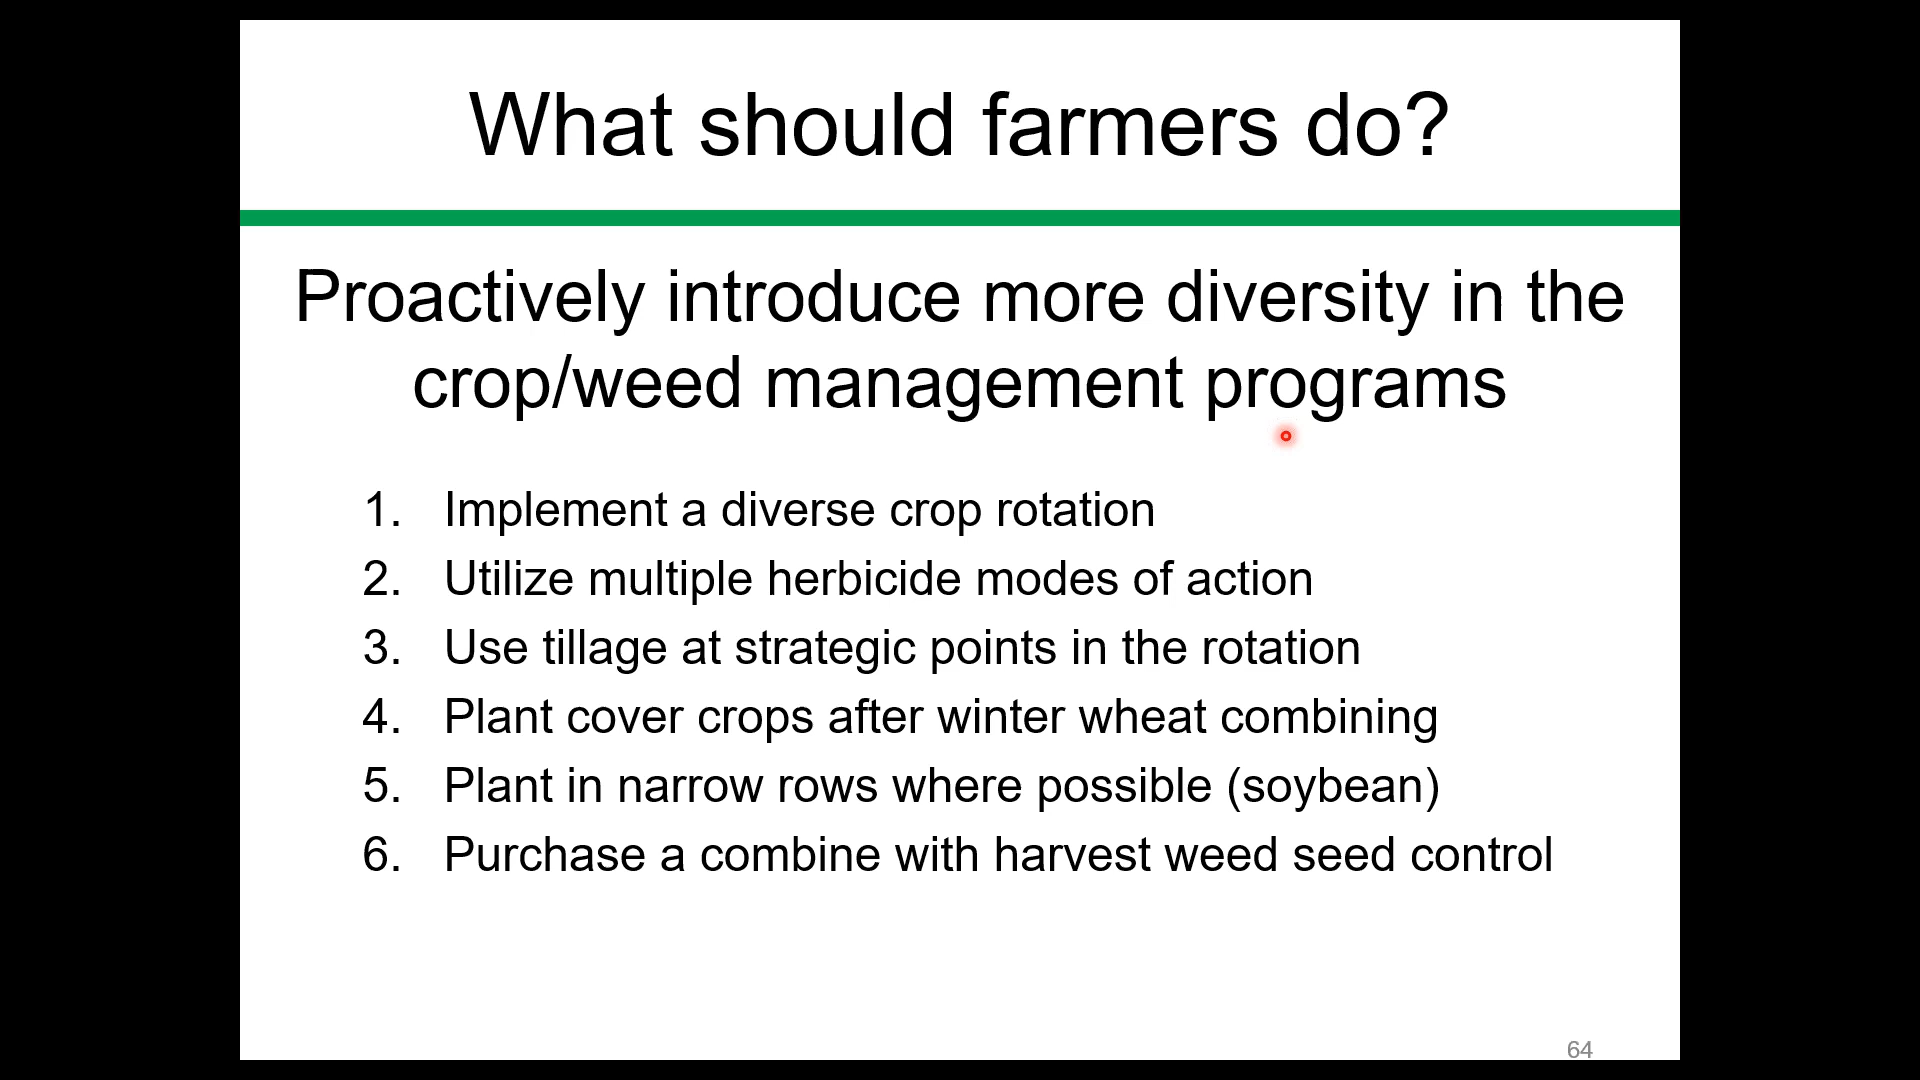 What should farmers do?
Proactively introduce more diversity in the
crop/weed management programs
1. Implement a diverse crop rotation
2. Utilize multiple herbicide modes of action
3. Use tillage at strategic points in the rotation
4. Plant cover crops after winter wheat combining
5. Plant in narrow rows where possible (soybean)
6. Purchase a combine with harvest weed seed control
64